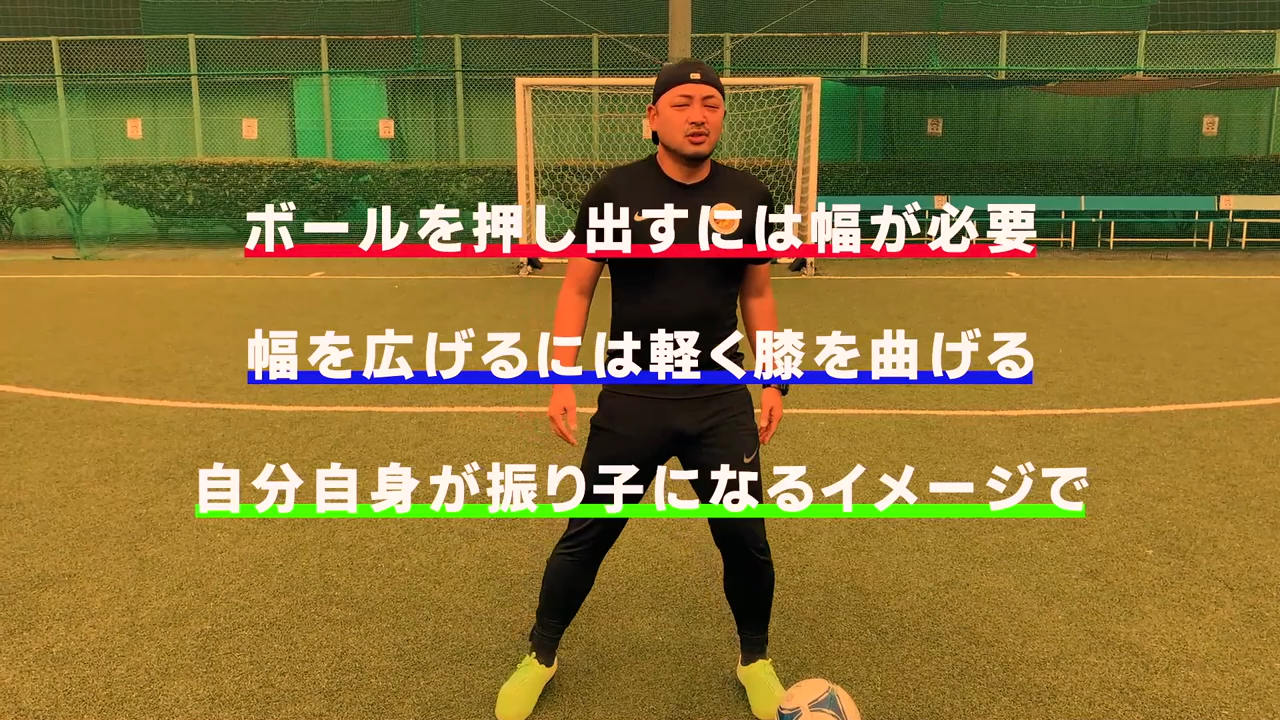 ボールを押し出すには幅が必要
幅を広げるには軽く膝を曲げる
自分自身が振り子になるイメージで